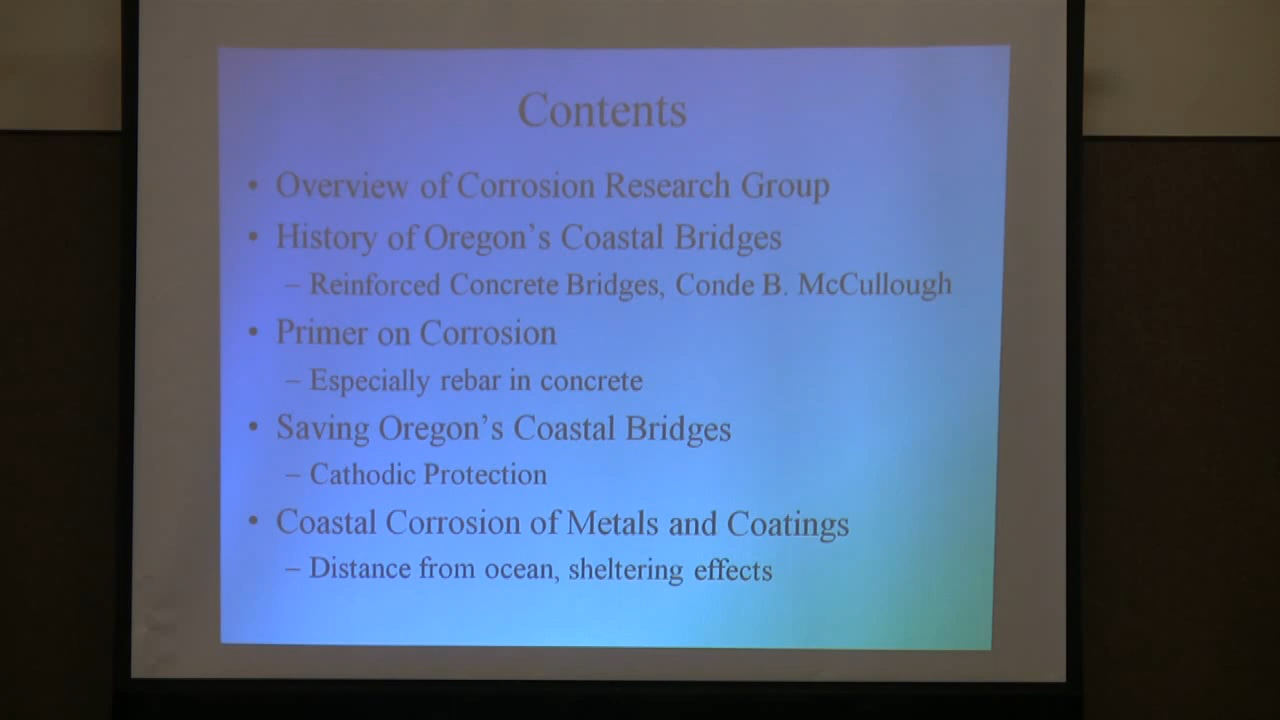 Contents
• Overview of Corrosion Research Group
• History of Oregon's Coastal Bridges
– Reinforced Concrete Bridges, Conde B. McCullough
• Primer on Corrosion
– Especially rebar in concrete
• Saving Oregon's Coastal Bridges
– Cathodic Protection
• Coastal Corrosion of Metals and Coatings
– Distance from ocean, sheltering effects